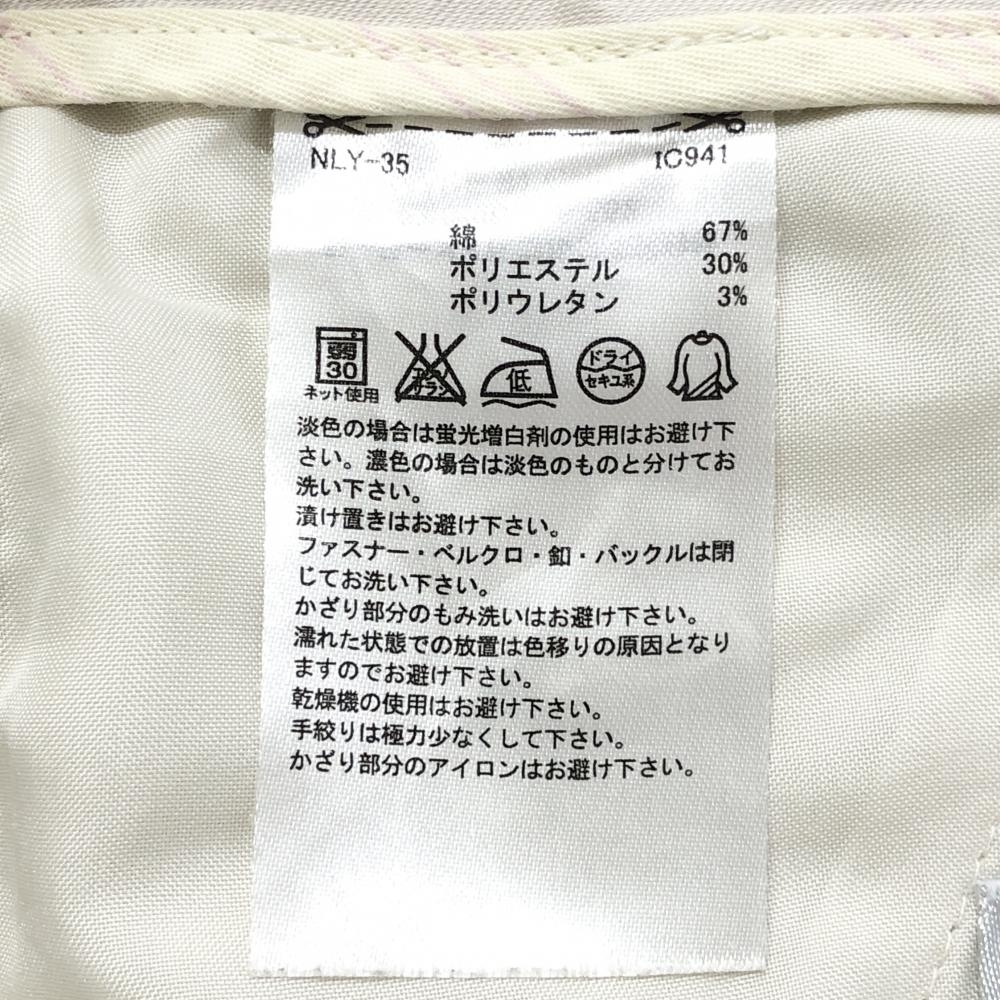 NLY-35 IC941
綿 67%
ポリエステル 30%
ポリウレタン 3%
弱 30 エンソ サラシ 低 ドライ セキユ系
ネット使用
淡色の場合は蛍光増白剤の使用はお避け下
さい。濃色の場合は淡色のものと分けてお
洗い下さい。
漬け置きはお避け下さい。
ファスナー・ベルクロ・釦・バックルは閉
じてお洗い下さい。
かざり部分のもみ洗いはお避け下さい。
濡れた状態での放置は色移りの原因となり
ますのでお避け下さい。
乾燥機の使用はお避け下さい。
手絞りは極力少なくして下さい。
かざり部分のアイロンはお避け下さい。